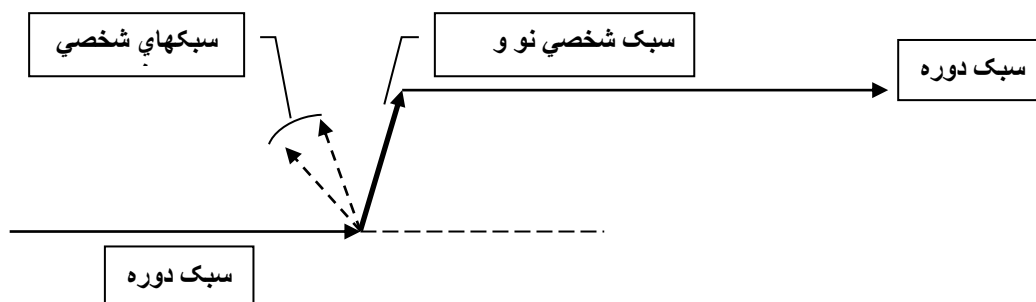 سبک شخصي نو و
سبکهاي شخصي
سبک دوره
سبک دوره